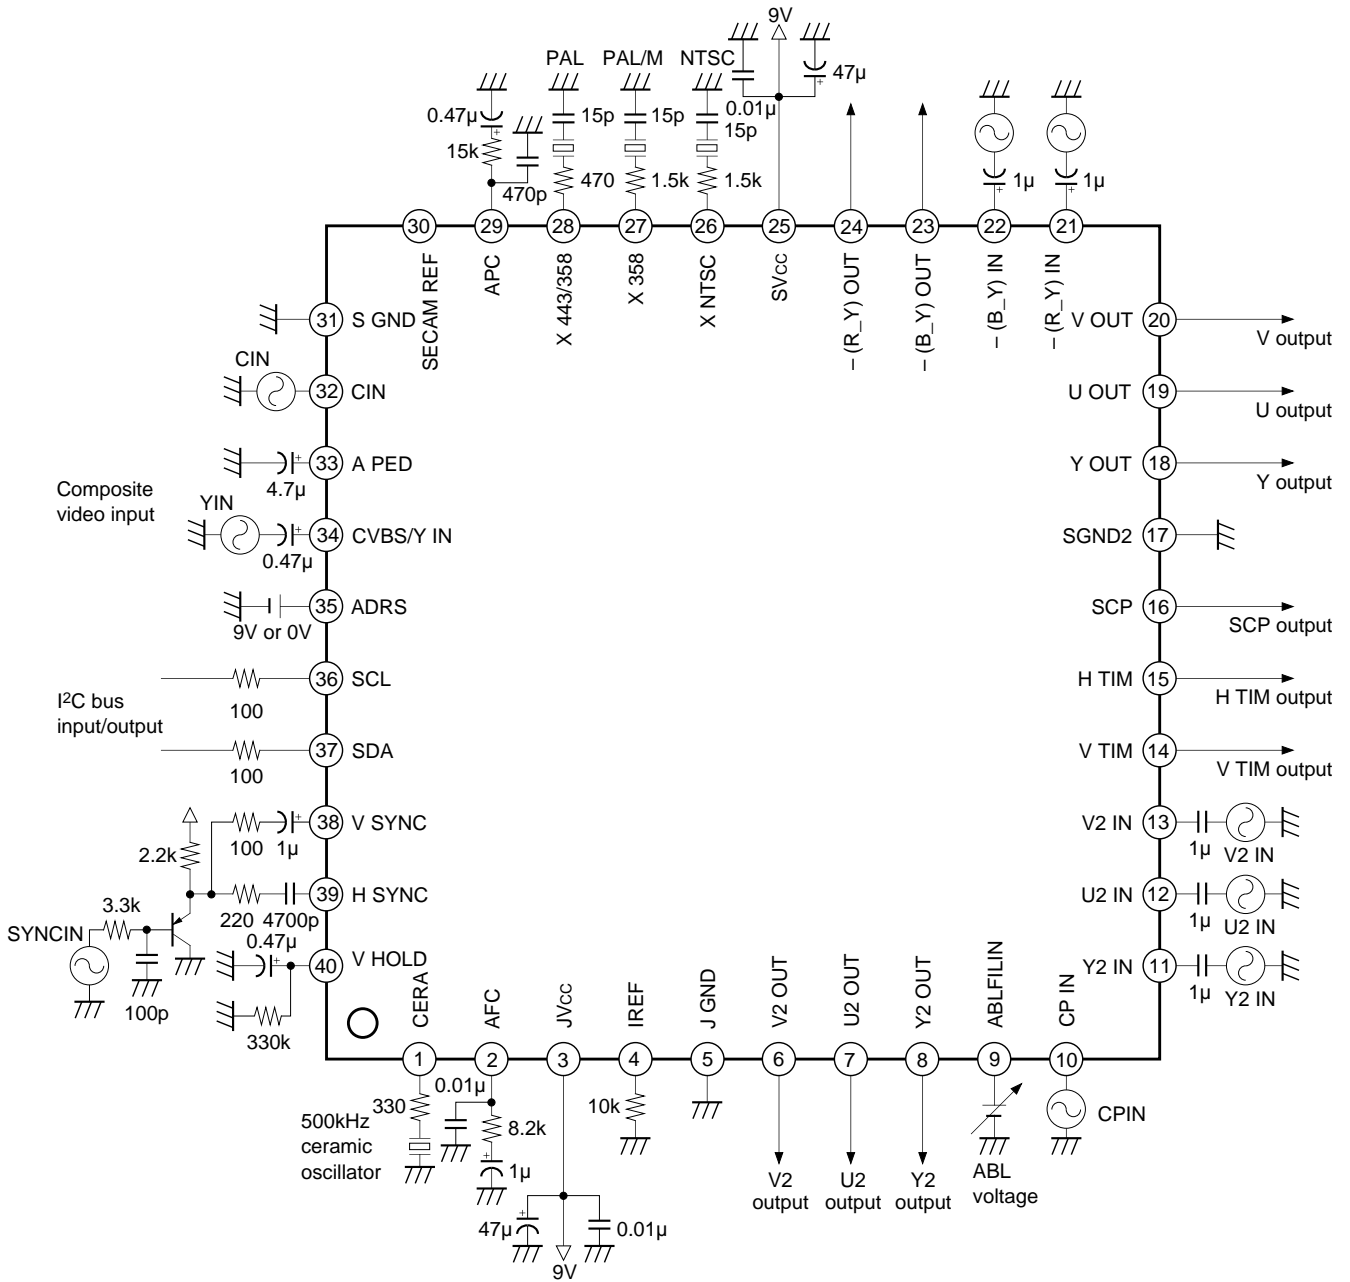 9V
PAL PAL/M NTSC
47µ
0.47µ 15p 15p 0.01µ
15p
15k
1µ 1µ
470p 470 1.5k 1.5k
30 29 28 27 26 25 24 23 22 21
SECAM REF
APC
X 443/358
X 358
X NTSC
SVCC
– (R_Y) OUT
– (B_Y) OUT
– (B_Y) IN
– (R_Y) IN
31 S GND
V OUT 20
V output
CIN
32 CIN
U OUT 19
U output
33 A PED
4.7µ
Y OUT 18
Y output
Composite
video input
YIN
34 CVBS/Y IN
0.47µ
SGND2 17
35 ADRS
9V or 0V
SCP 16
SCP output
36 SCL
100
H TIM 15
H TIM output
I2C bus
input/output
37 SDA
100
V TIM 14
V TIM output
38 V SYNC
2.2k 100 1µ
V2 IN 13
1µ V2 IN
39 H SYNC
3.3k 220 4700p
U2 IN 12
1µ U2 IN
SYNCIN
0.47µ
40 V HOLD
Y2 IN 11
1µ Y2 IN
100p
330k
CERA
AFC
JVCC
IREF
J GND
V2 OUT
U2 OUT
Y2 OUT
ABLFILIN
CP IN
1 2 3 4 5 6 7 8 9 10
0.01µ
330 10k CPIN
500kHz
ceramic
oscillator
8.2k
1µ
V2
output
U2
output
Y2
output
ABL
voltage
47µ 0.01µ
9V